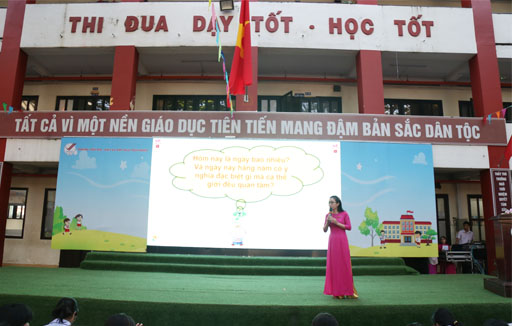 THI ĐUA DẠY TỐT - HỌC TỐT
TẤT CẢ VÌ MỘT NỀN GIÁO DỤC TIÊN TIẾN MANG ĐẬM BẢN SẮC DÂN TỘC
Hôm nay là ngày bao nhiêu?
Và ngày này hàng năm có ý
nghĩa đặc biệt gì mà cả thế
giới đều quan tâm?